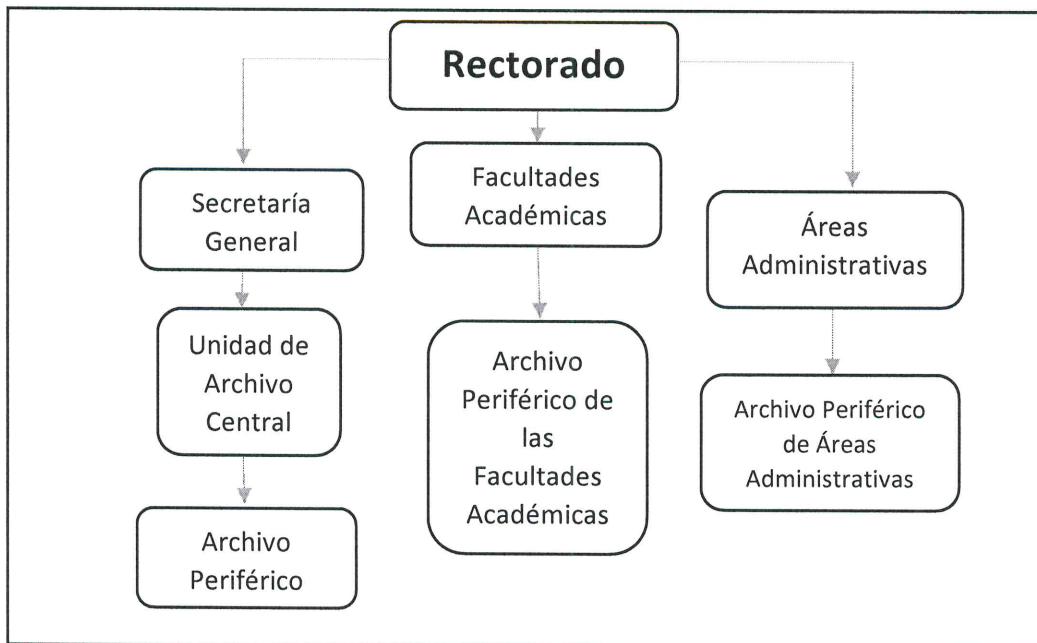 Rectorado
Secretaría
General
Unidad de
Archivo
Central
Archivo
Periférico
Facultades
Académicas
Archivo
Periférico de
las
Facultades
Académicas
Áreas
Administrativas
Archivo Periférico
de Áreas
Administrativas